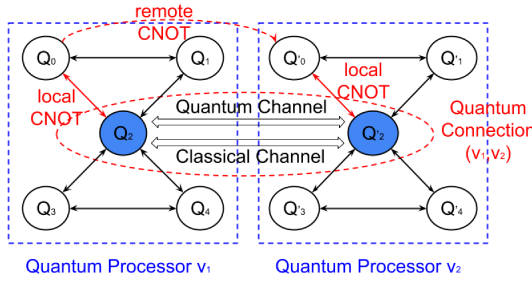 remote
CNOT
Q₀
Q₁
Q'₀
Q'₁
local
CNOT
local
CNOT
Quantum Channel
Q₂
Q'₂
Classical Channel
Quantum
Connection
(v₁,v₂)
Q₃
Q₄
Q'₃
Q'₄
Quantum Processor v₁
Quantum Processor v₂